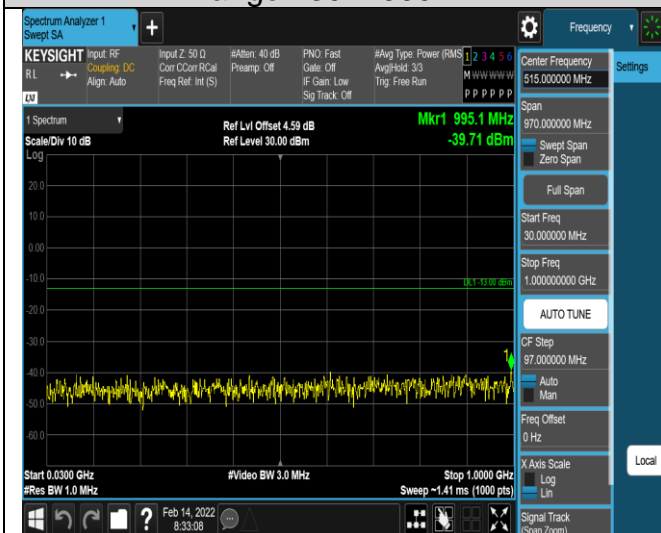 Spectrum Analyzer 1
Swept SA
+
Frequency
KEYSIGHT
RL
LXI
Input: RF
Coupling: DC
Align: Auto
Input Z: 50 Ω
Corr CCorr RCal
Freq Ref: Int (S)
#Atten: 40 dB
Preamp: Off
PNO: Fast
Gate: Off
IF Gain: Low
Sig Track: Off
#Avg Type: Power (RMS
Avg|Hold: 3/3
Trig: Free Run
1 2 3 4 5 6
M W W W W W
P P P P P P
Center Frequency
515.000000 MHz
Settings
1 Spectrum
Scale/Div 10 dB
Log
Ref Lvl Offset 4.59 dB
Ref Level 30.00 dBm
Mkr1 995.1 MHz
-39.71 dBm
Span
970.000000 MHz
Swept Span
Zero Span
Full Span
Start Freq
30.000000 MHz
Stop Freq
1.000000000 GHz
AUTO TUNE
CF Step
97.000000 MHz
Auto
Man
Freq Offset
0 Hz
X Axis Scale
Log
Lin
Local
Signal Track
(Span Zoom)
20.0
10.0
0.00
-10.0
DL1 -13.00 dBm
-20.0
-30.0
1
-40.0
-50.0
-60.0
Start 0.0300 GHz
#Res BW 1.0 MHz
#Video BW 3.0 MHz
Stop 1.0000 GHz
Sweep ~1.41 ms (1000 pts)
?
Feb 14, 2022
8:33:08